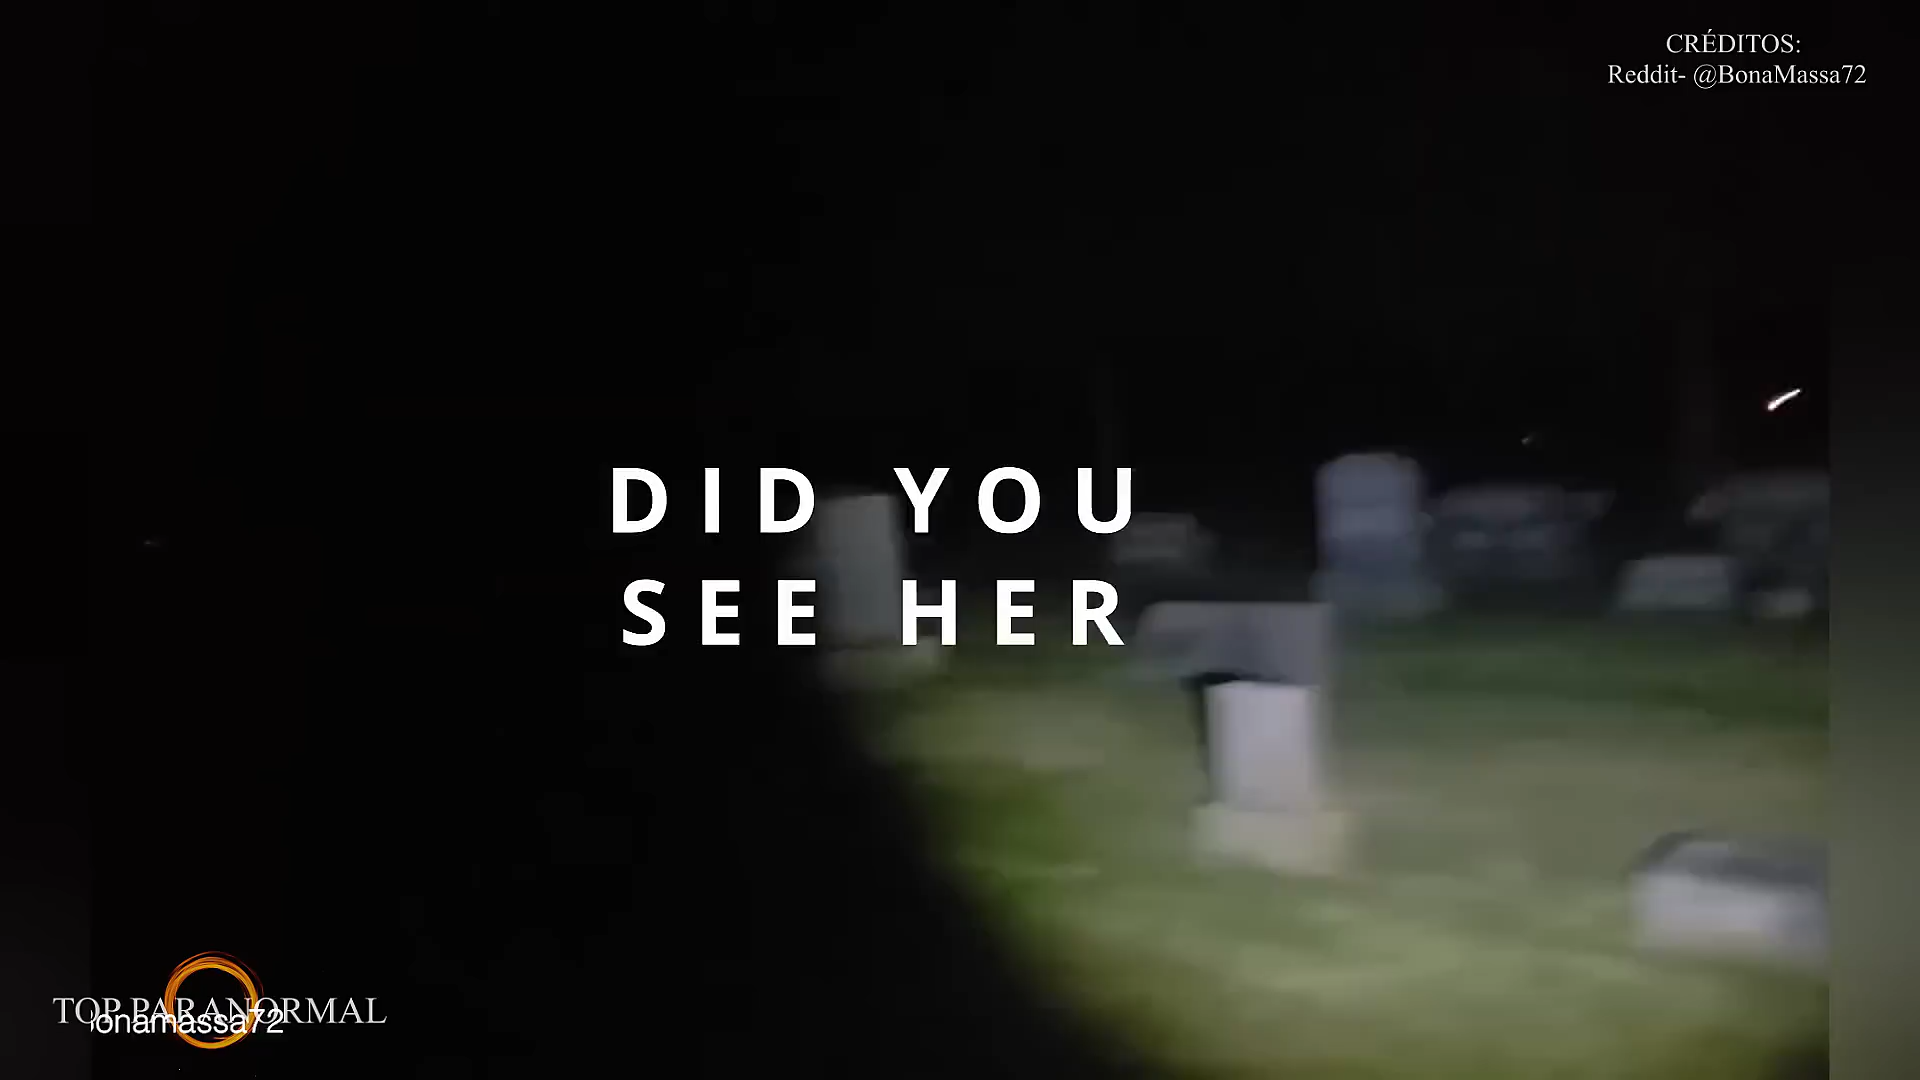 CRÉDITOS:
Reddit- @BonaMassa72
DID YOU
SEE HER
TOP PARANORMAL
onamassa72